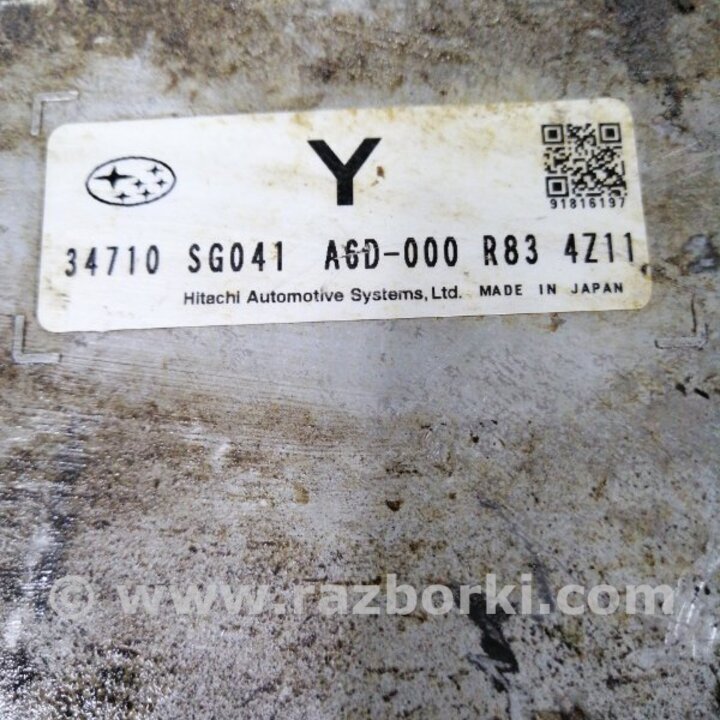 Y
91816197
34710 SG041 A6D-000 R83 4Z11
Hitachi Automotive Systems, Ltd. MADE IN JAPAN
© www.razborki.com